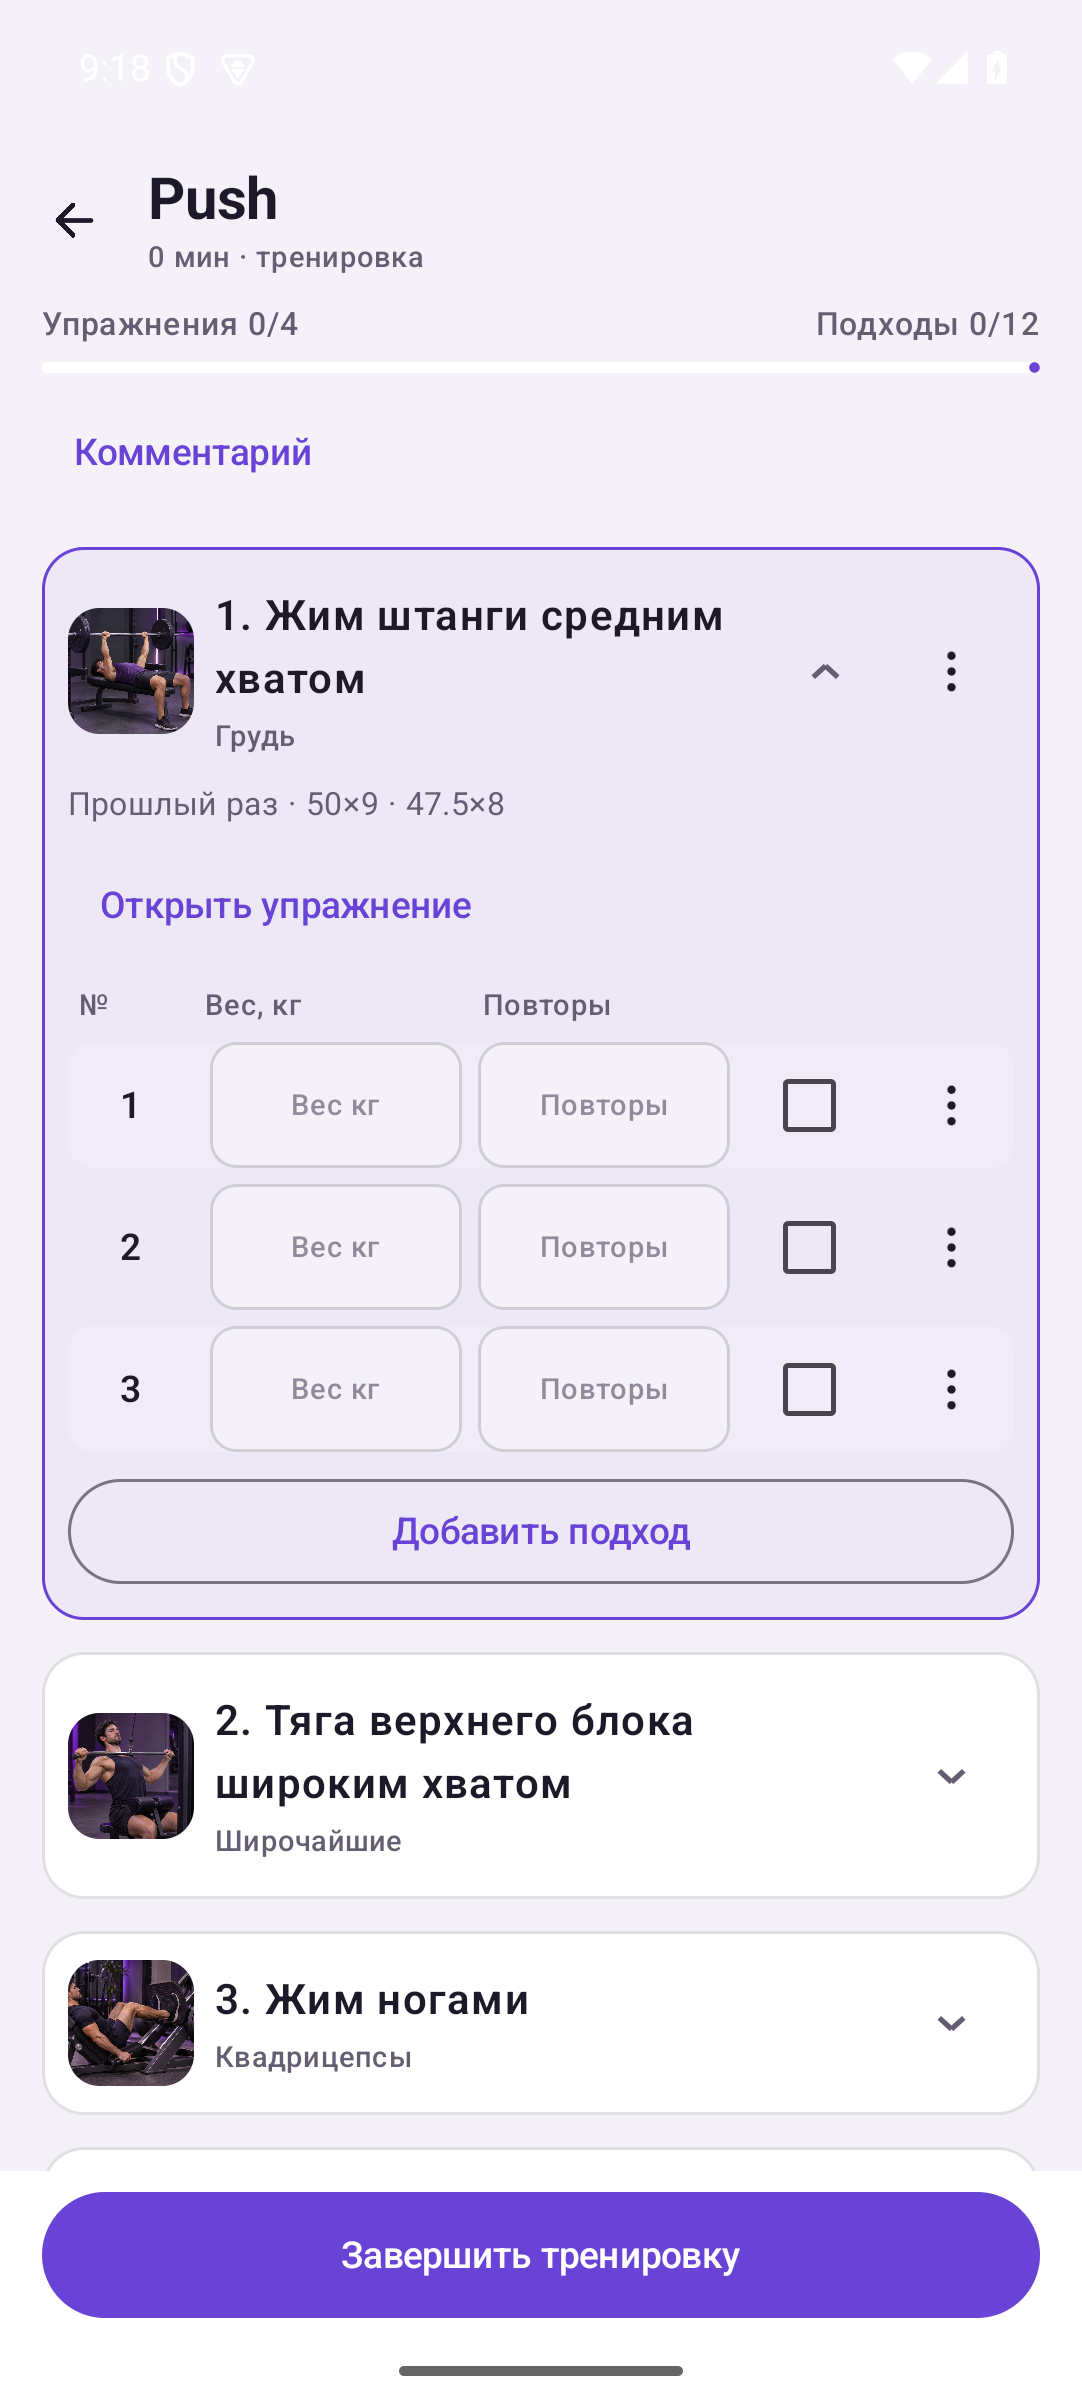 9:18
Push
0 мин · тренировка
Упражнения 0/4
Подходы 0/12
Комментарий
1. Жим штанги средним
хватом
Грудь
Прошлый раз · 50×9 · 47.5×8
Открыть упражнение
№ Вес, кг Повторы
1 Вес кг Повторы
2 Вес кг Повторы
3 Вес кг Повторы
Добавить подход
2. Тяга верхнего блока
широким хватом
Широчайшие
3. Жим ногами
Квадрицепсы
Завершить тренировку